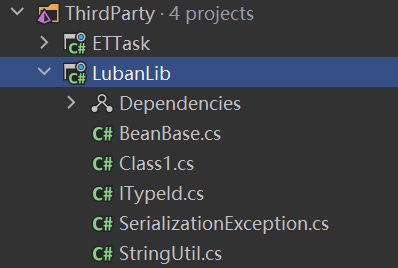 ThirdParty · 4 projects
C# ETTask
C# LubanLib
Dependencies
C# BeanBase.cs
C# Class1.cs
C# ITypeId.cs
C# SerializationException.cs
C# StringUtil.cs